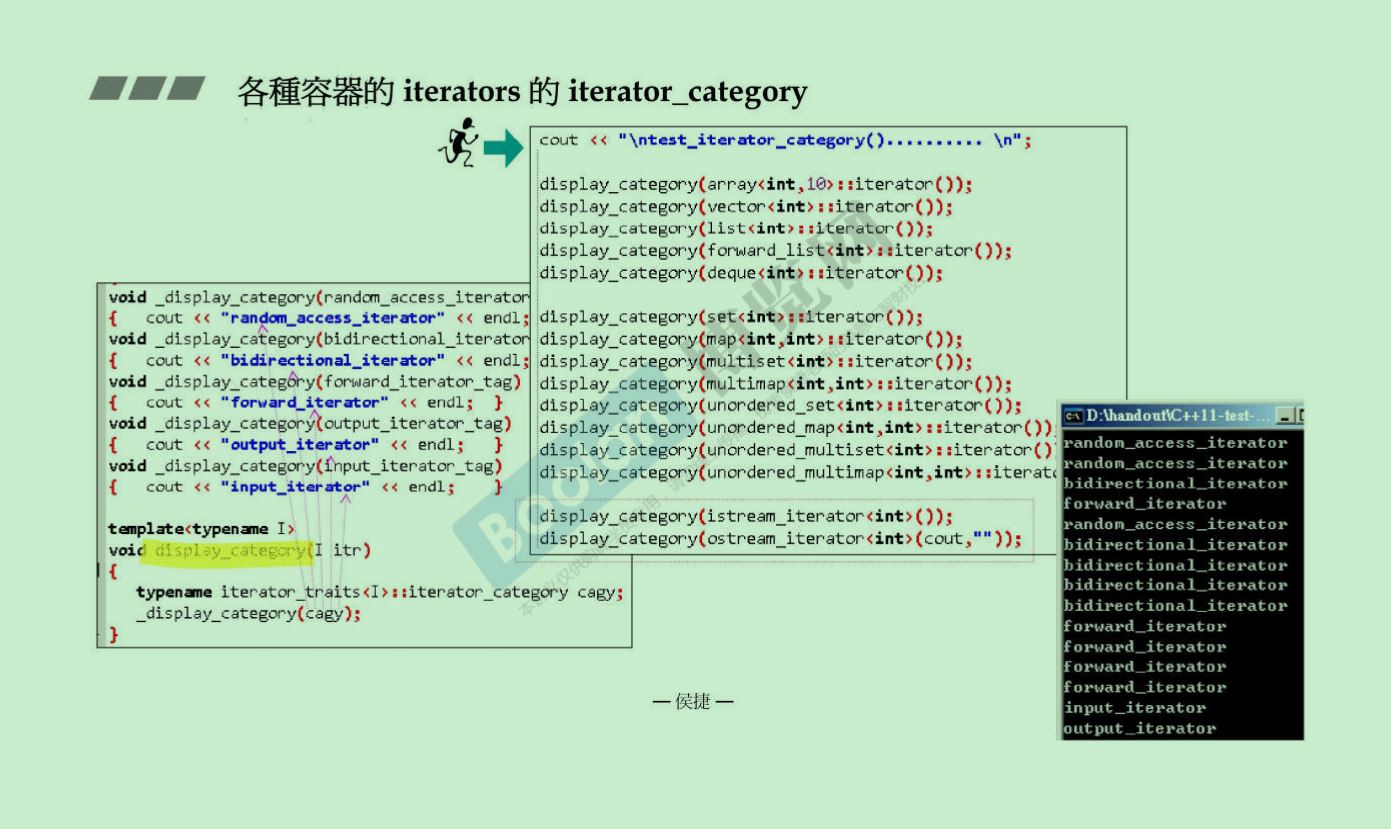 各種容器的 iterators 的 iterator_category
cout << "\ntest_iterator_category().......... \n";
display_category(array<int,10>::iterator());
display_category(vector<int>::iterator());
display_category(list<int>::iterator());
display_category(forward_list<int>::iterator());
display_category(deque<int>::iterator());
display_category(set<int>::iterator());
display_category(map<int,int>::iterator());
display_category(multiset<int>::iterator());
display_category(multimap<int,int>::iterator());
display_category(unordered_set<int>::iterator());
display_category(unordered_map<int,int>::iterator());
display_category(unordered_multiset<int>::iterator()
display_category(unordered_multimap<int,int>::iterato
display_category(istream_iterator<int>());
display_category(ostream_iterator<int>(cout,""));
void _display_category(random_access_iterator
{ cout << "random_access_iterator" << endl;
void _display_category(bidirectional_iterator
{ cout << "bidirectional_iterator" << endl;
void _display_category(forward_iterator_tag)
{ cout << "forward_iterator" << endl; }
void _display_category(output_iterator_tag)
{ cout << "output_iterator" << endl; }
void _display_category(input_iterator_tag)
{ cout << "input_iterator" << endl; }
template<typename I>
void display_category(I itr)
{
typename iterator_traits<I>::iterator_category cagy;
_display_category(cagy);
}
D:\handout\C++11-test-...
random_access_iterator
random_access_iterator
bidirectional_iterator
forward_iterator
random_access_iterator
bidirectional_iterator
bidirectional_iterator
bidirectional_iterator
bidirectional_iterator
forward_iterator
forward_iterator
forward_iterator
forward_iterator
input_iterator
output_iterator
— 侯捷 —
Boolan
博览网